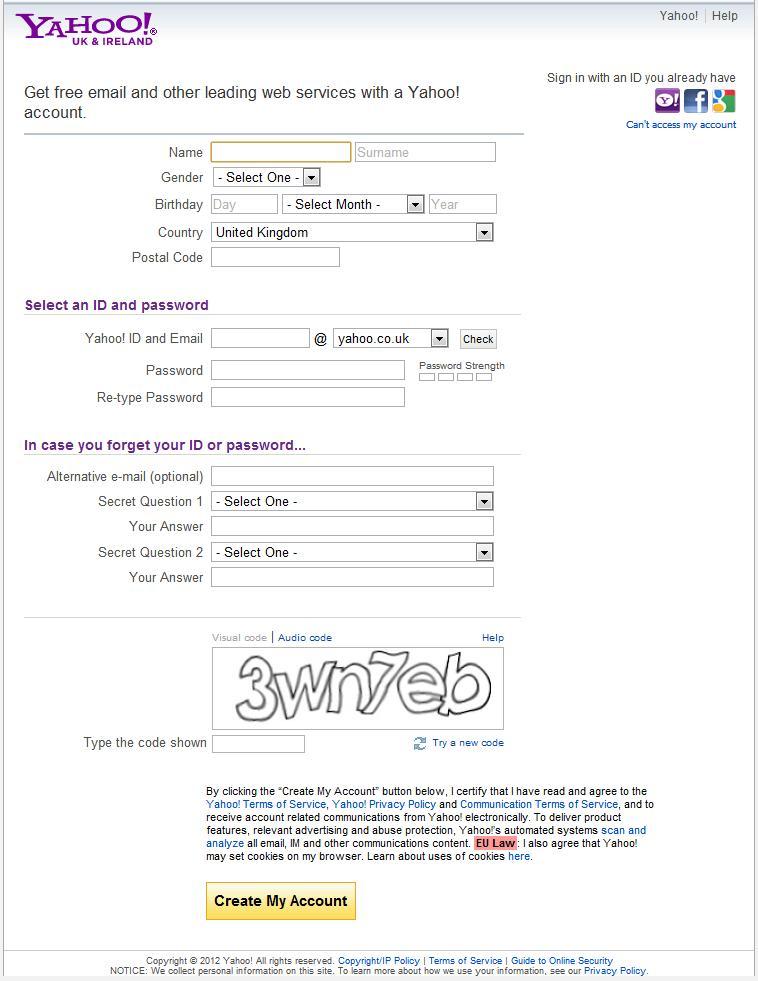 YAHOO!®
UK & IRELAND
Yahoo! | Help
Get free email and other leading web services with a Yahoo!
account.
Sign in with an ID you already have
Y! f g
Can't access my account
Name Surname
Gender - Select One -
Birthday Day - Select Month - Year
Country United Kingdom
Postal Code
Select an ID and password
Yahoo! ID and Email @ yahoo.co.uk Check
Password Password Strength
Re-type Password
In case you forget your ID or password...
Alternative e-mail (optional)
Secret Question 1 - Select One -
Your Answer
Secret Question 2 - Select One -
Your Answer
Visual code | Audio code Help
3wn7eb
Type the code shown Try a new code
By clicking the "Create My Account" button below, I certify that I have read and agree to the
Yahoo! Terms of Service, Yahoo! Privacy Policy and Communication Terms of Service, and to
receive account related communications from Yahoo! electronically. To deliver product
features, relevant advertising and abuse protection, Yahoo!'s automated systems scan and
analyze all email, IM and other communications content. EU Law: I also agree that Yahoo!
may set cookies on my browser. Learn about uses of cookies here.
Create My Account
Copyright © 2012 Yahoo! All rights reserved. Copyright/IP Policy | Terms of Service | Guide to Online Security
NOTICE: We collect personal information on this site. To learn more about how we use your information, see our Privacy Policy.